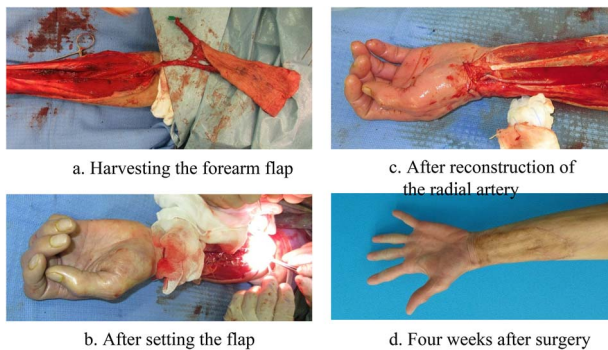 a. Harvesting the forearm flap
c. After reconstruction of
the radial artery
b. After setting the flap
d. Four weeks after surgery